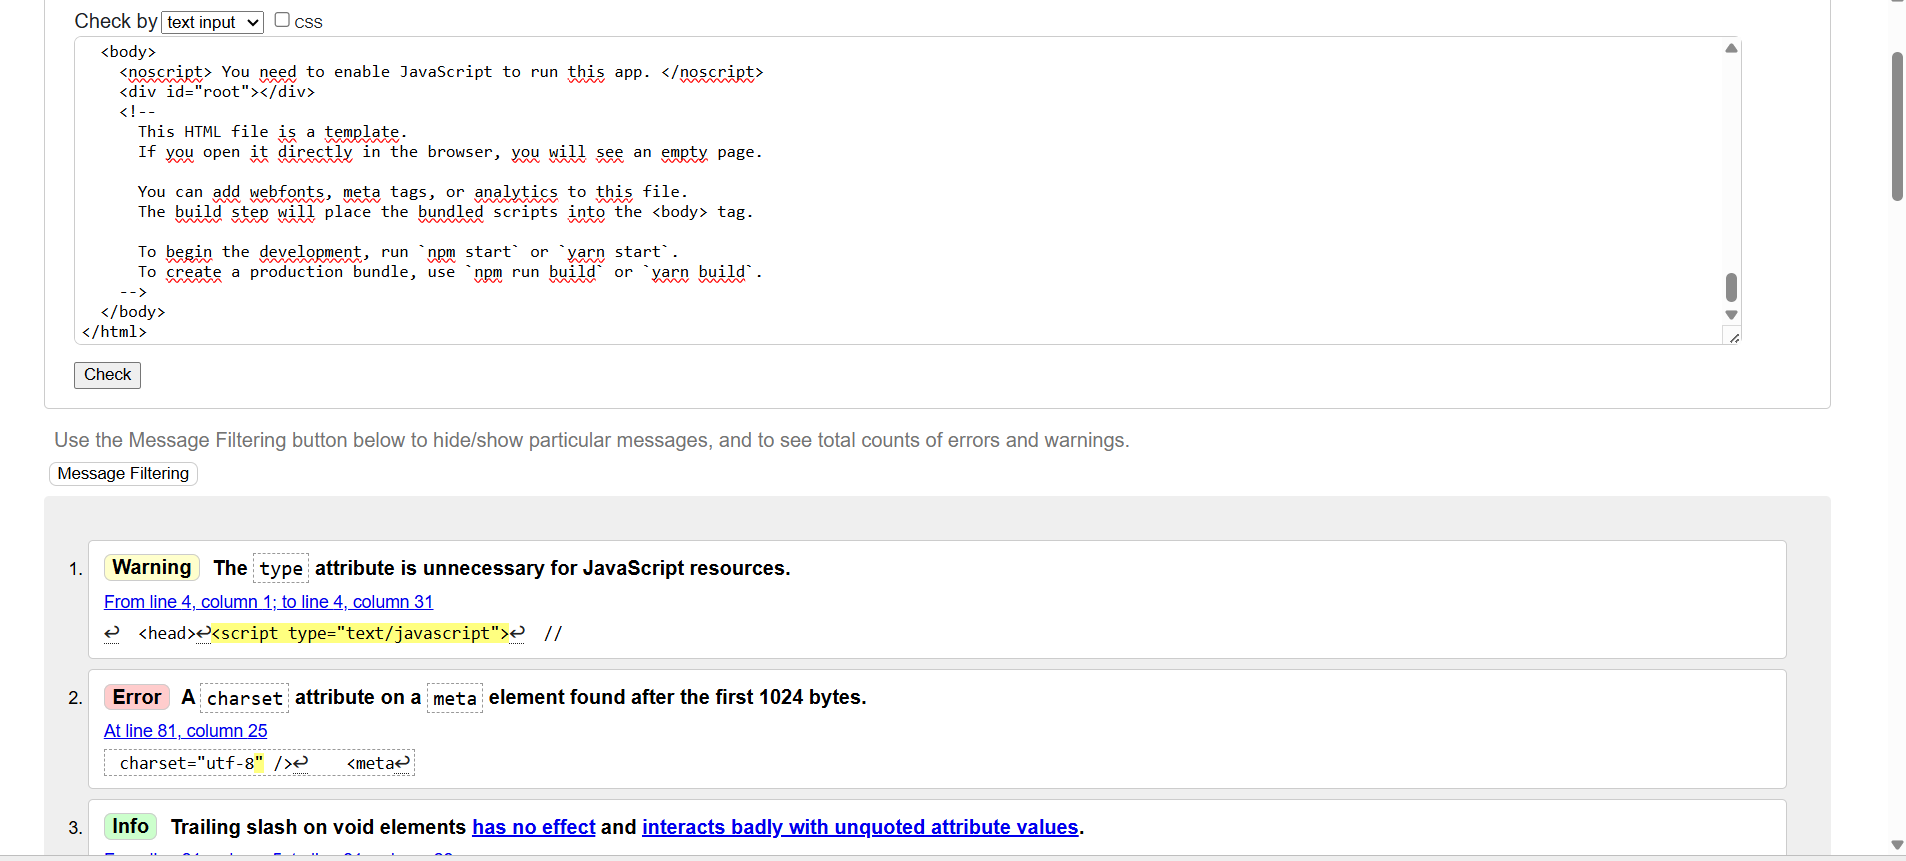 Check by text input CSS
<body>
<noscript> You need to enable JavaScript to run this app. </noscript>
<div id="root"></div>
<!--
This HTML file is a template.
If you open it directly in the browser, you will see an empty page.
You can add webfonts, meta tags, or analytics to this file.
The build step will place the bundled scripts into the <body> tag.
To begin the development, run `npm start` or `yarn start`.
To create a production bundle, use `npm run build` or `yarn build`.
-->
</body>
</html>
Check
Use the Message Filtering button below to hide/show particular messages, and to see total counts of errors and warnings.
Message Filtering
1. Warning The type attribute is unnecessary for JavaScript resources.
From line 4, column 1; to line 4, column 31
↩ <head>↩<script type="text/javascript">↩ //
2. Error A charset attribute on a meta element found after the first 1024 bytes.
At line 81, column 25
charset="utf-8" />↩ <meta↩
3. Info Trailing slash on void elements has no effect and interacts badly with unquoted attribute values.